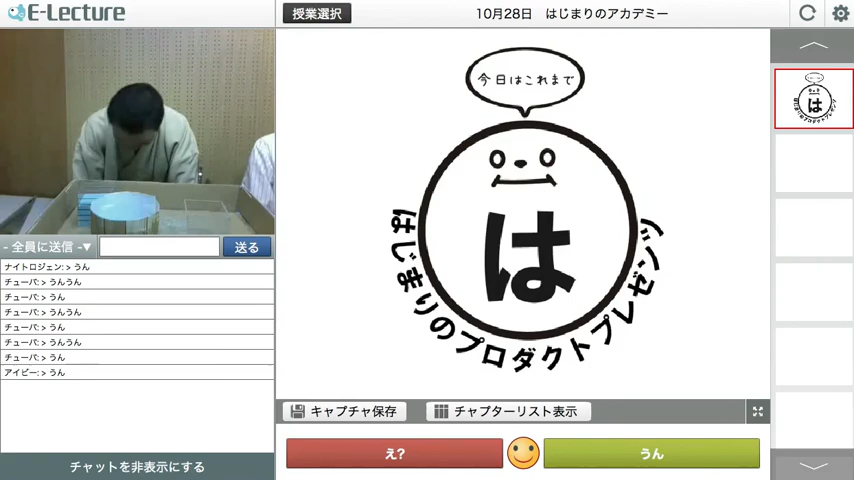 E-Lecture
授業選択
10月28日 はじまりのアカデミー
今日はこれまで
は
はじまりのプロダクトプレゼンツ
- 全員に送信 -▼
送る
ナイトロジェン: > うん
チューバ: > うんうん
チューバ: > うん
チューバ: > うんうん
チューバ: > うん
チューバ: > うんうん
チューバ: > うん
アイビー: > うん
チャットを非表示にする
キャプチャ保存
チャプターリスト表示
え?
うん